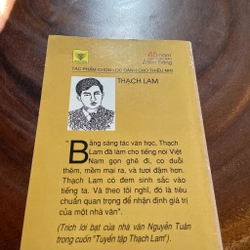 65 năm
TÁC PHẨM CHỌN LỌC DÀNH CHO THIẾU NHI
THẠCH LAM
" Bằng sáng tác văn học, Thạch
Lam đã làm cho tiếng nói Việt
Nam gọn ghẽ đi, co duỗi
thêm, mềm mại ra, và tươi đậm hơn.
Thạch Lam có đem sinh sắc vào
tiếng ta. Và theo tôi nghĩ, đó là tiêu
chuẩn quan trọng để nhận định giá trị
của một nhà văn".
(Trích lời bạt của nhà văn Nguyễn Tuân
trong cuốn "Tuyển tập Thạch Lam").